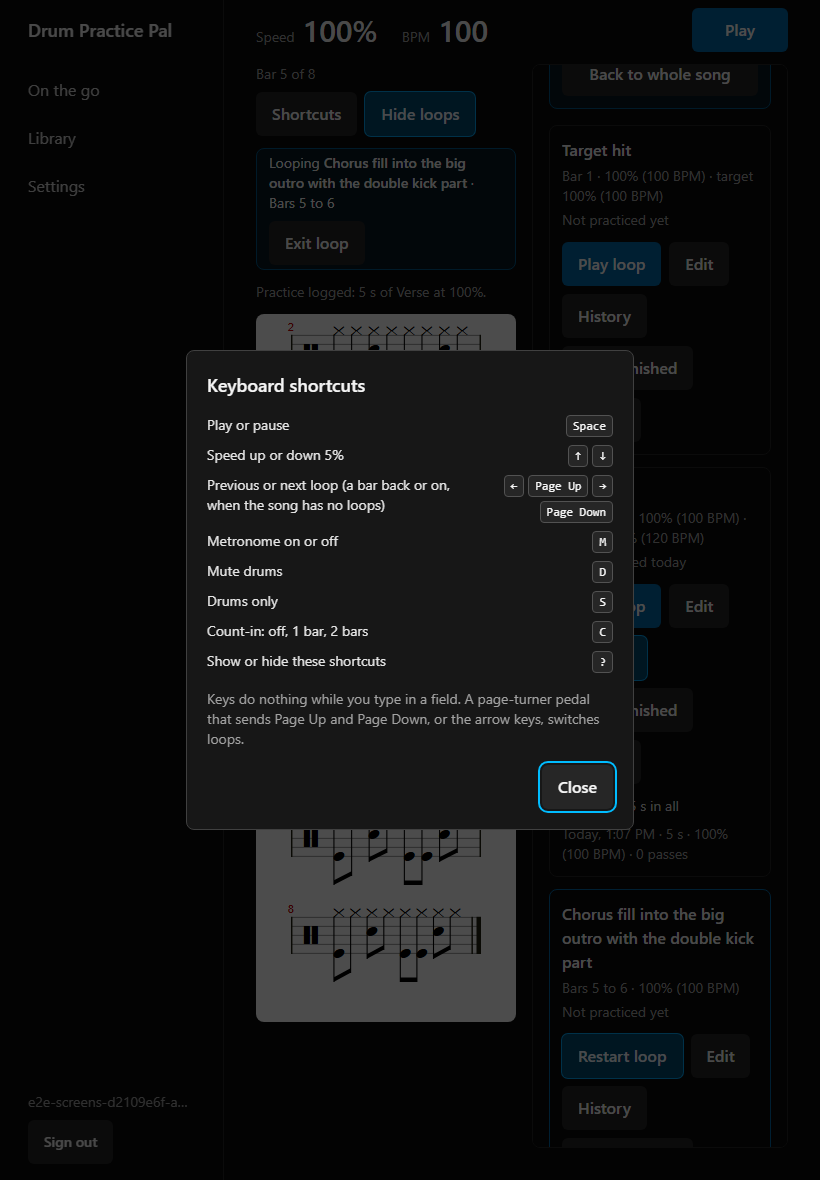 Drum Practice Pal
On the go
Library
Settings
e2e-screens-d2109e6f-a...
Sign out
Speed 100% BPM 100
Play
Bar 5 of 8
Shortcuts
Hide loops
Looping Chorus fill into the big
outro with the double kick part ·
Bars 5 to 6
Exit loop
Practice logged: 5 s of Verse at 100%.
2
8
Back to whole song
Target hit
Bar 1 · 100% (100 BPM) · target
100% (100 BPM)
Not practiced yet
Play loop
Edit
History
100% (100 BPM) ·
(120 BPM)
today
Edit
s in all
Today, 1:07 PM · 5 s · 100%
(100 BPM) · 0 passes
Chorus fill into the big
outro with the double kick
part
Bars 5 to 6 · 100% (100 BPM)
Not practiced yet
Restart loop
Edit
History
Keyboard shortcuts
Play or pause
Space
Speed up or down 5%
↑ ↓
Previous or next loop (a bar back or on,
when the song has no loops)
← Page Up →
Page Down
Metronome on or off
M
Mute drums
D
Drums only
S
Count-in: off, 1 bar, 2 bars
C
Show or hide these shortcuts
?
Keys do nothing while you type in a field. A page-turner pedal
that sends Page Up and Page Down, or the arrow keys, switches
loops.
Close